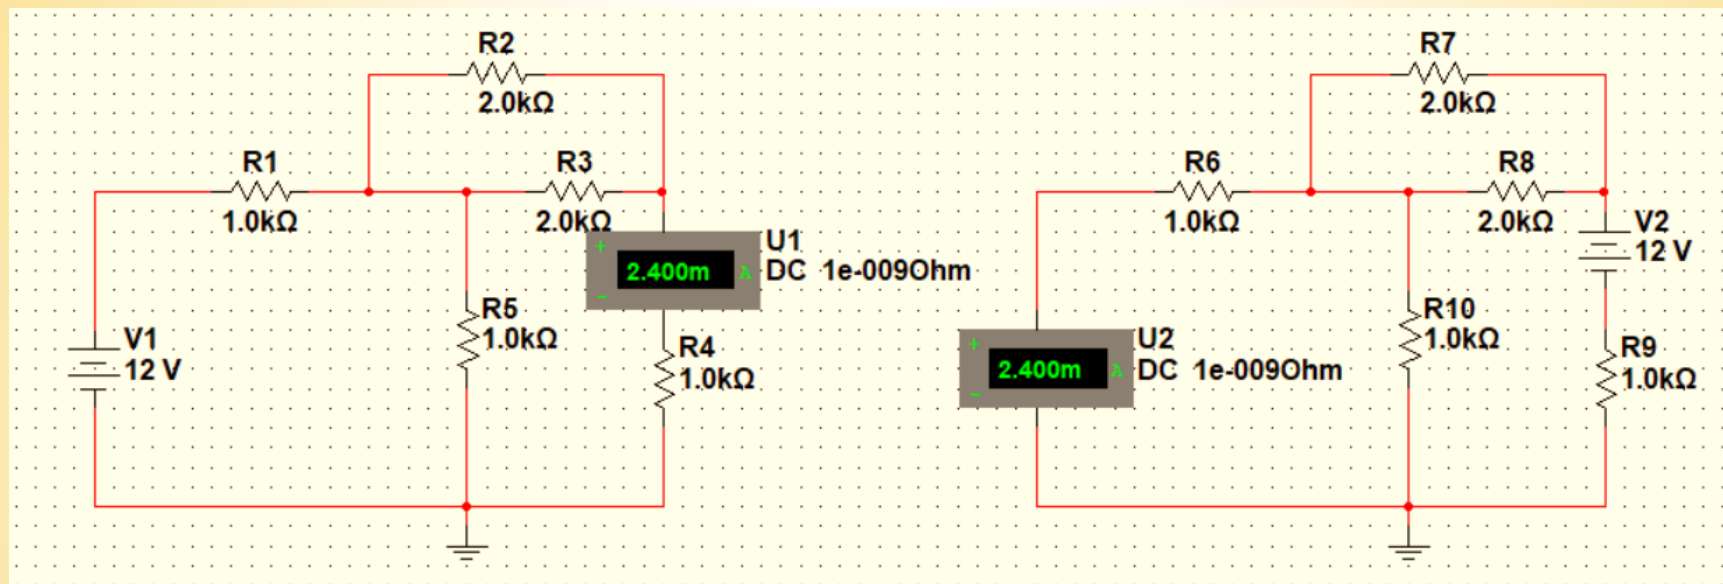 R2
2.0kΩ
R1
1.0kΩ
R3
2.0kΩ
+
2.400m A
−
U1
DC 1e-009Ohm
V1
12 V
R5
1.0kΩ
R4
1.0kΩ
R7
2.0kΩ
R6
1.0kΩ
R8
2.0kΩ
V2
12 V
+
2.400m A
−
U2
DC 1e-009Ohm
R10
1.0kΩ
R9
1.0kΩ